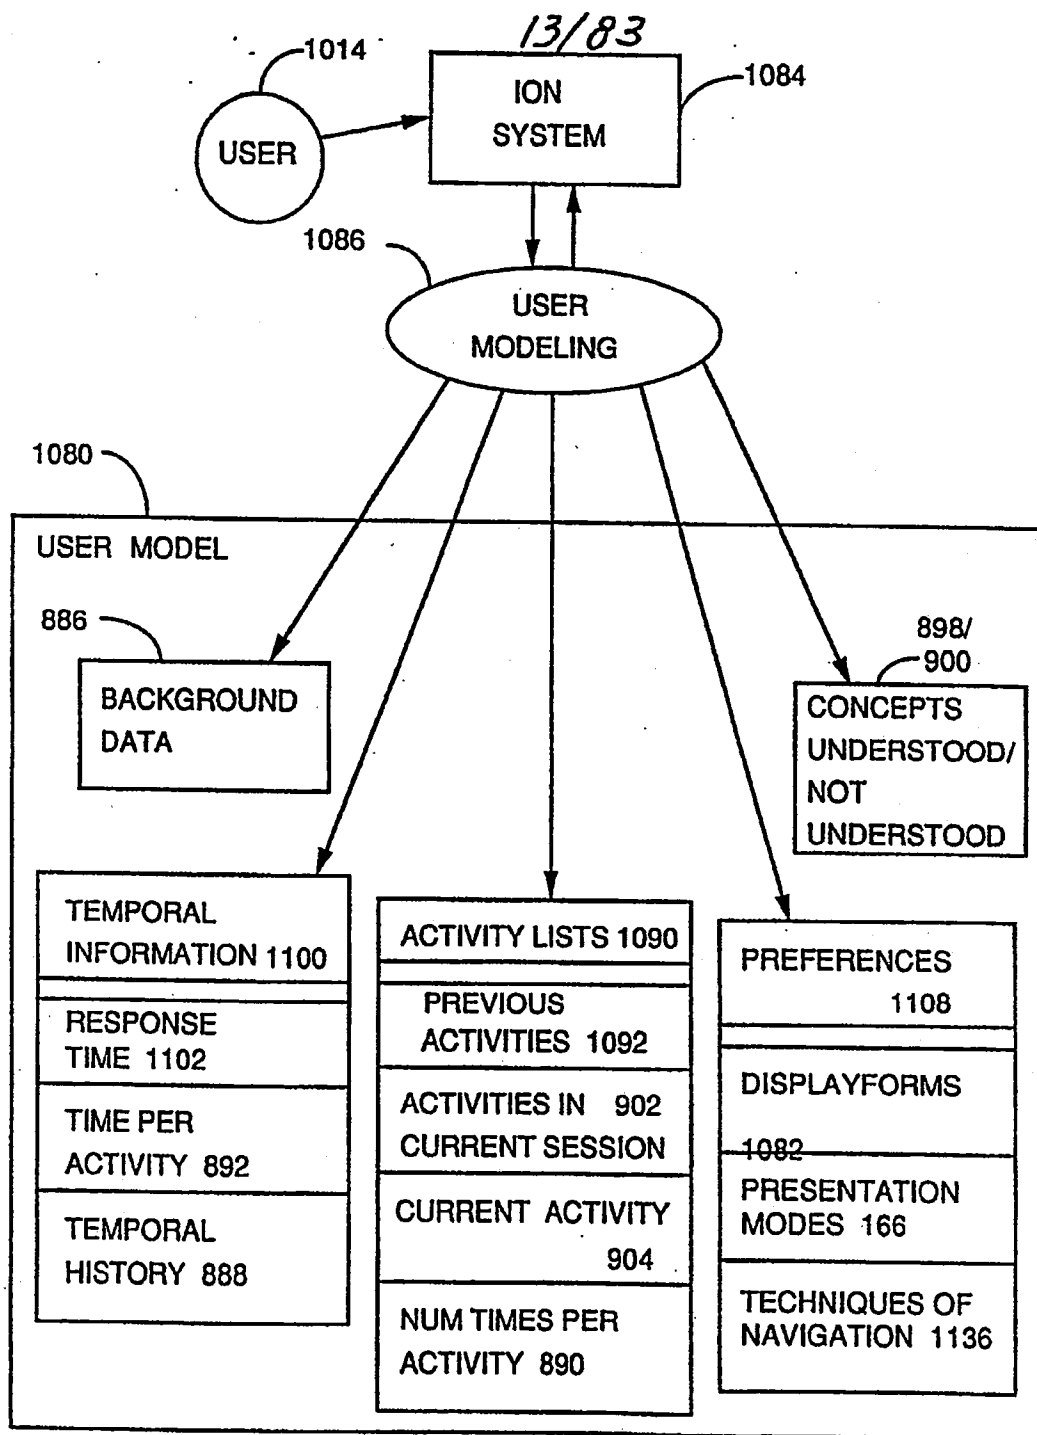 13/83
1014
1084
ION
SYSTEM
USER
1086
USER
MODELING
1080
USER MODEL
886
898/
900
BACKGROUND
DATA
CONCEPTS
UNDERSTOOD/
NOT
UNDERSTOOD
TEMPORAL
INFORMATION 1100
RESPONSE
TIME 1102
TIME PER
ACTIVITY 892
TEMPORAL
HISTORY 888
ACTIVITY LISTS 1090
PREVIOUS
ACTIVITIES 1092
ACTIVITIES IN 902
CURRENT SESSION
CURRENT ACTIVITY
904
NUM TIMES PER
ACTIVITY 890
PREFERENCES
1108
DISPLAYFORMS
1082
PRESENTATION
MODES 166
TECHNIQUES OF
NAVIGATION 1136